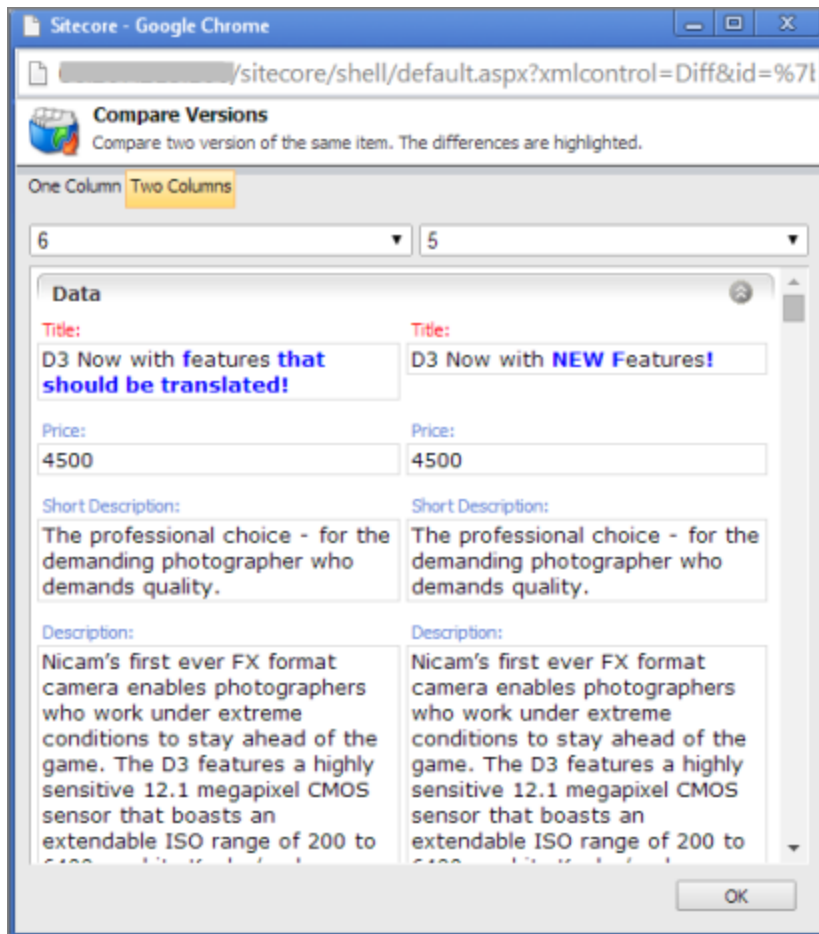 Sitecore - Google Chrome
/sitecore/shell/default.aspx?xmlcontrol=Diff&id=%7
Compare Versions
Compare two version of the same item. The differences are highlighted.
One Column Two Columns
6 5
Data
Title: Title:
D3 Now with features that D3 Now with NEW Features!
should be translated!
Price: Price:
4500 4500
Short Description: Short Description:
The professional choice - for the The professional choice - for the
demanding photographer who demanding photographer who
demands quality. demands quality.
Description: Description:
Nicam's first ever FX format Nicam's first ever FX format
camera enables photographers camera enables photographers
who work under extreme who work under extreme
conditions to stay ahead of the conditions to stay ahead of the
game. The D3 features a highly game. The D3 features a highly
sensitive 12.1 megapixel CMOS sensitive 12.1 megapixel CMOS
sensor that boasts an sensor that boasts an
extendable ISO range of 200 to extendable ISO range of 200 to
OK